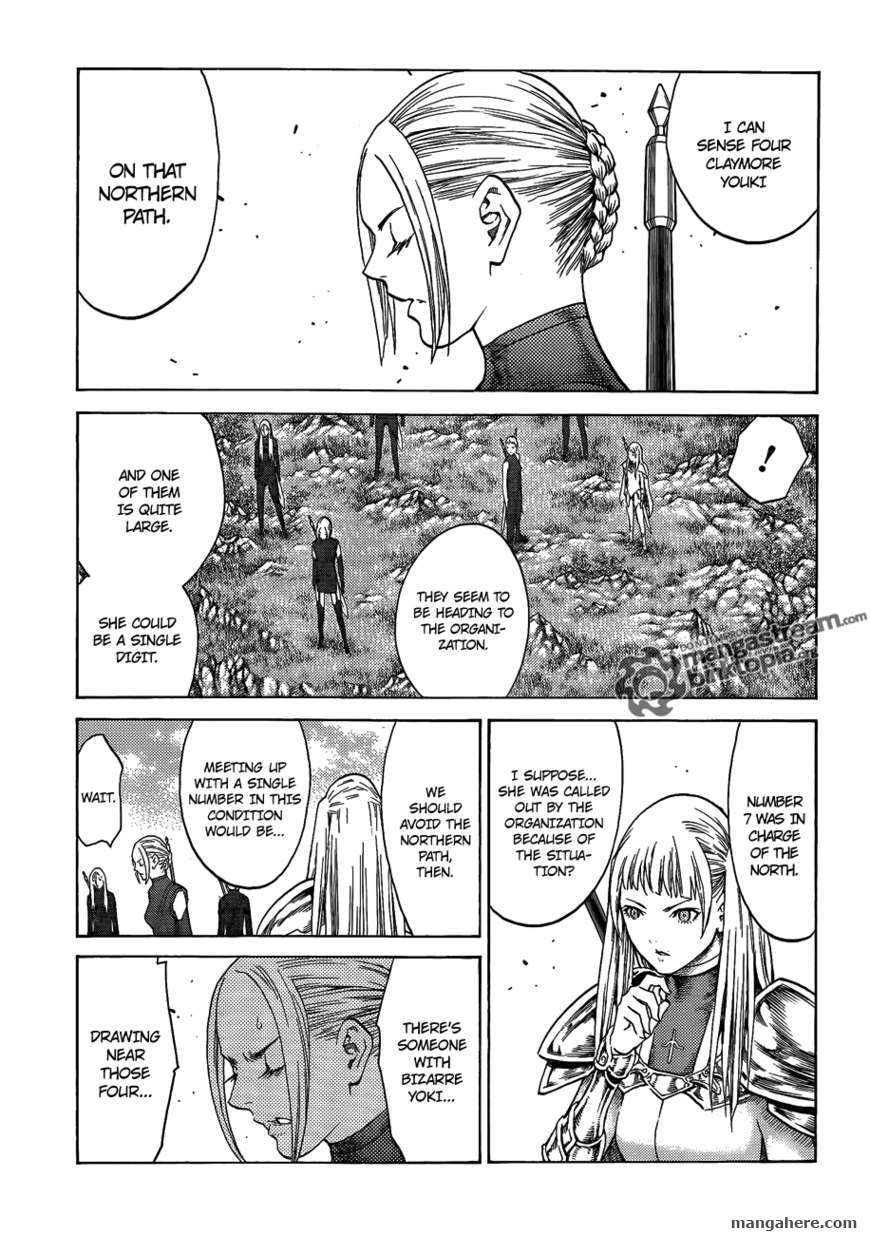 I CAN
SENSE FOUR
CLAYMORE
YOUKI
ON THAT
NORTHERN
PATH.
!
THEY SEEM
TO BE
HEADING TO
THE ORGANI-
ZATION.
AND ONE
OF THEM
IS QUITE
LARGE.
SHE COULD
BE A SINGLE
DIGIT.
mangastream.com
NUMBER
7 WAS IN
CHARGE
OF THE
NORTH.
I SUPPOSE...
SHE WAS CALLED
OUT BY THE
ORGANIZATION
BECAUSE OF
THE SITUA-
TION?
WE
SHOULD
AVOID THE
NORTHERN
PATH,
THEN.
MEETING UP
WITH A SINGLE
NUMBER IN THIS
CONDITION
WOULD BE...
WAIT.
THERE'S
SOMEONE
WITH
BIZARRE
YOKI...
DRAWING
NEAR
THOSE
FOUR...
mangahere.com